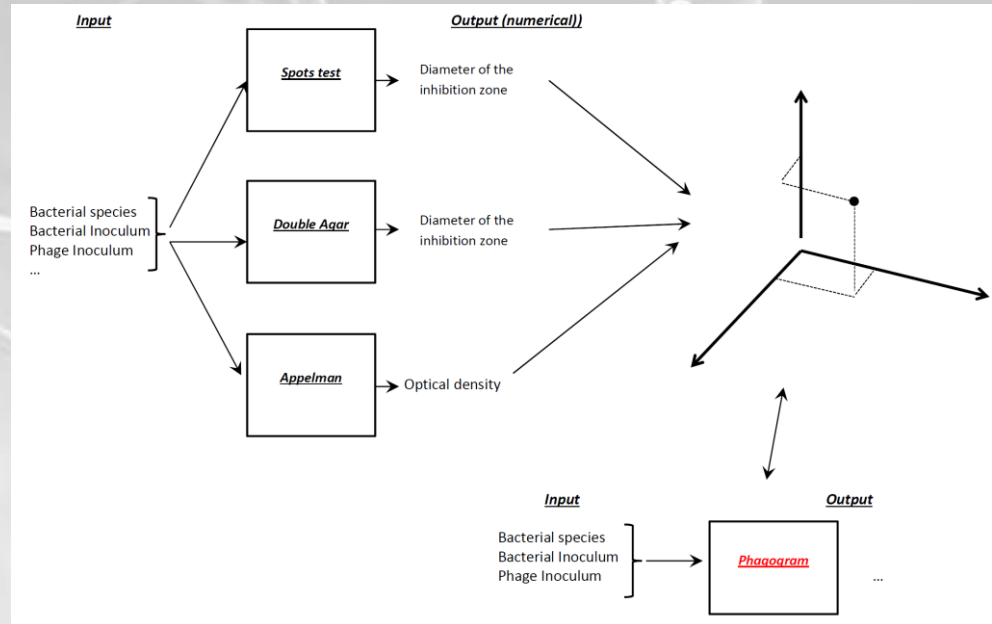 Input
Output (numerical))
Spots test
Diameter of the
inhibition zone
Bacterial species
Bacterial Inoculum
Phage Inoculum
...
Double Agar
Diameter of the
inhibition zone
Appelman
Optical density
Input
Output
Bacterial species
Bacterial Inoculum
Phage Inoculum
Phagogram
...